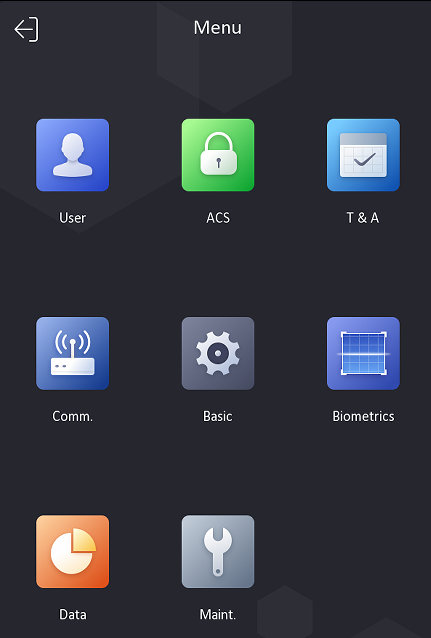 Menu
User
ACS
T & A
Comm.
Basic
Biometrics
Data
Maint.